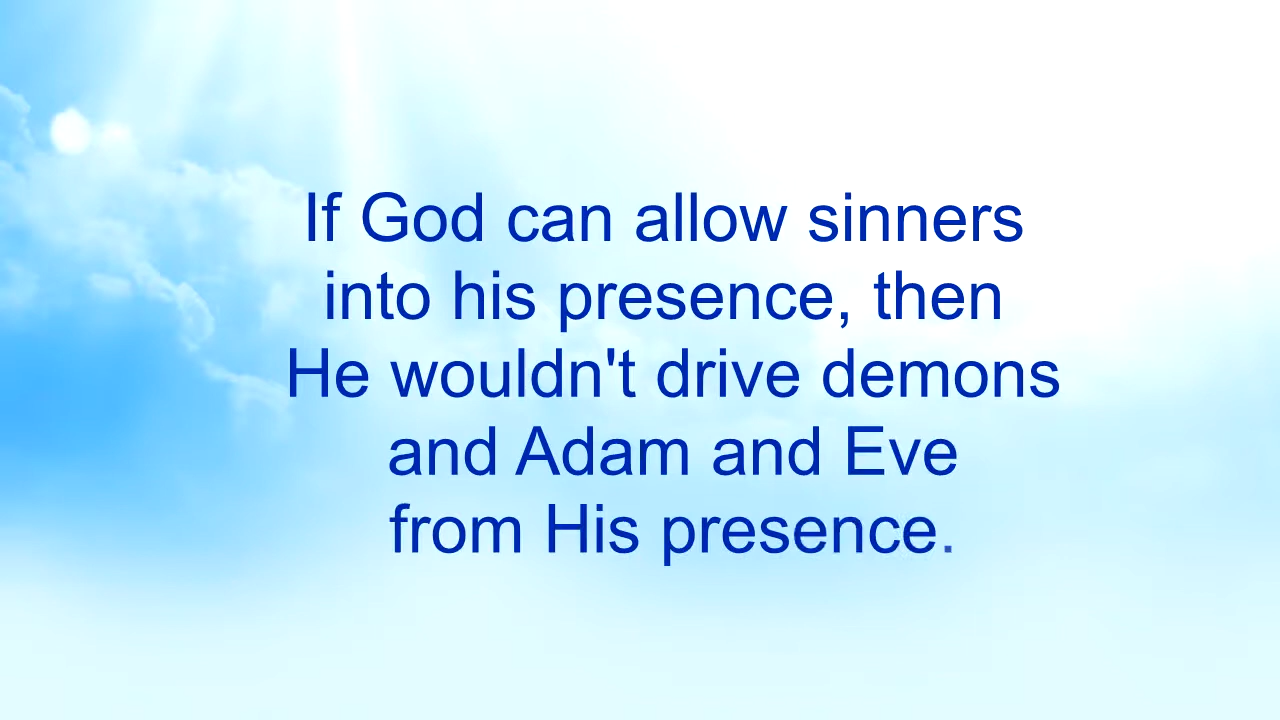 If God can allow sinners
into his presence, then
He wouldn't drive demons
and Adam and Eve
from His presence.